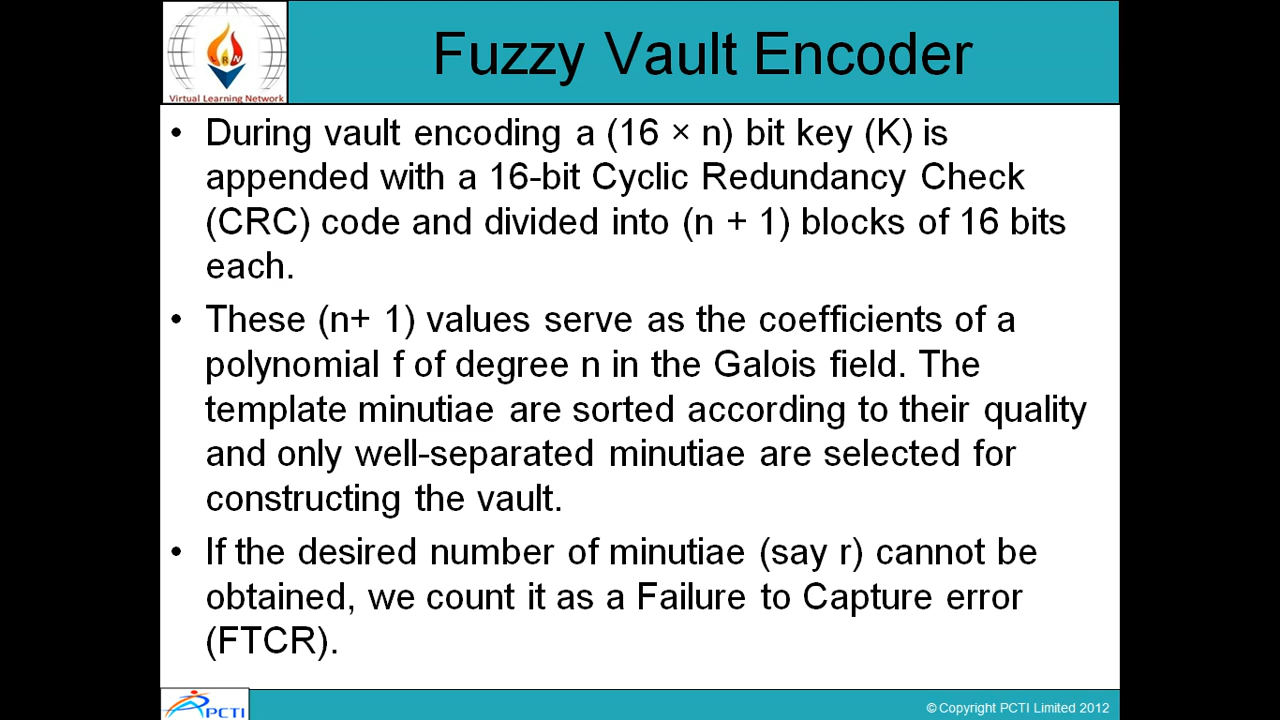 Fuzzy Vault Encoder
LRN
Virtual Learning Network
• During vault encoding a (16 × n) bit key (K) is
appended with a 16-bit Cyclic Redundancy Check
(CRC) code and divided into (n + 1) blocks of 16 bits
each.
• These (n+ 1) values serve as the coefficients of a
polynomial f of degree n in the Galois field. The
template minutiae are sorted according to their quality
and only well-separated minutiae are selected for
constructing the vault.
• If the desired number of minutiae (say r) cannot be
obtained, we count it as a Failure to Capture error
(FTCR).
PCTI
© Copyright PCTI Limited 2012